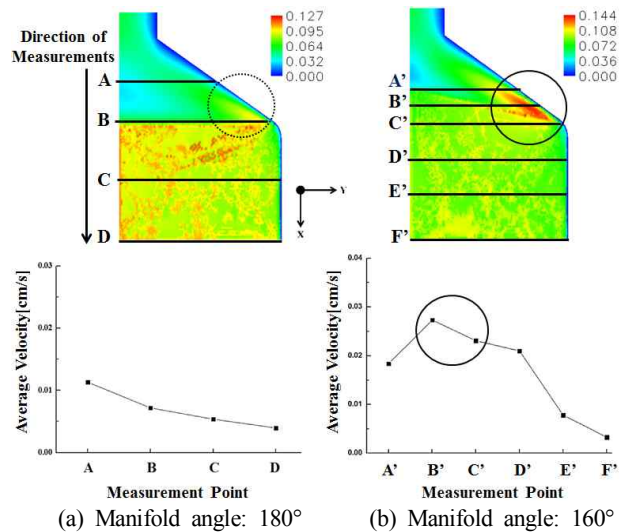 Direction of
Measurements
A
B
C
D
0.127
0.095
0.064
0.032
0.000
Y
X
A'
B'
C'
D'
E'
F'
0.144
0.108
0.072
0.036
0.000
Average Velocity[cm/s]
0.03
0.02
0.01
0.00
A B C D
Measurement Point
(a) Manifold angle: 180°
Average Velocity[cm/s]
0.04
0.03
0.02
0.01
0.00
A' B' C' D' E' F'
Measurement Point
(b) Manifold angle: 160°